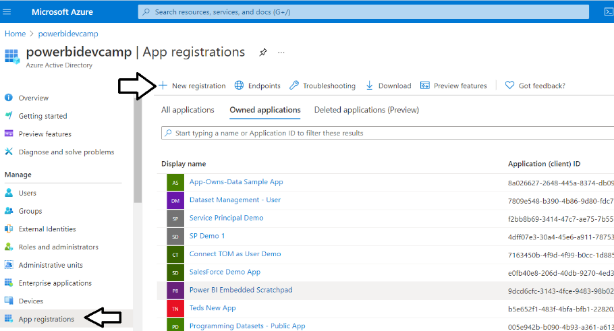 Microsoft Azure
Search resources, services, and docs (G+/)
Home > powerbidevcamp >
powerbidevcamp | App registrations
Azure Active Directory
New registration Endpoints Troubleshooting Download Preview features Got feedback?
Overview
Getting started
Preview features
Diagnose and solve problems
Manage
Users
Groups
External Identities
Roles and administrators
Administrative units
Enterprise applications
Devices
App registrations
All applications Owned applications Deleted applications (Preview)
Start typing a name or Application ID to filter these results
Display name Application (client) ID
AS App-Owns-Data Sample App 8a026627-2648-445a-8374-db09
DM Dataset Management - User 7809e548-b390-4b86-9d80-fdc7
SP Service Principal Demo f2bb8b69-3414-47c7-ae75-7b55
SD SP Demo 1 4dff07e3-30a4-45e6-a911-7875
CT Connect TOM as User Demo 7163450b-4f9d-4f99-b0cc-1d88
SD SalesForce Demo App e0fb40e8-206d-40db-9270-4ed3
PE Power BI Embedded Scratchpad 9dcd6cfc-3143-4fce-9483-98b02
TN Teds New App b5e652f1-483f-4bfa-bfb1-2282
PD Programming Datasets - Public App 005e942b-b090-4b93-a361-a613